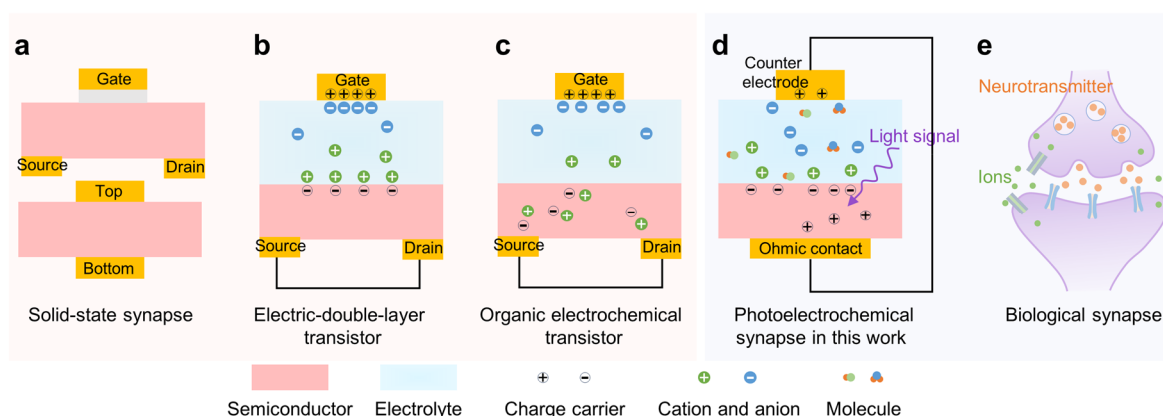 a
Gate
Source
Drain
Top
Bottom
Solid-state synapse
b
Gate
Source
Drain
Electric-double-layer
transistor
c
Gate
Source
Drain
Organic electrochemical
transistor
d
Counter
electrode
Light signal
Ohmic contact
Photoelectrochemical
synapse in this work
e
Neurotransmitter
Ions
Biological synapse
Semiconductor
Electrolyte
Charge carrier
Cation and anion
Molecule